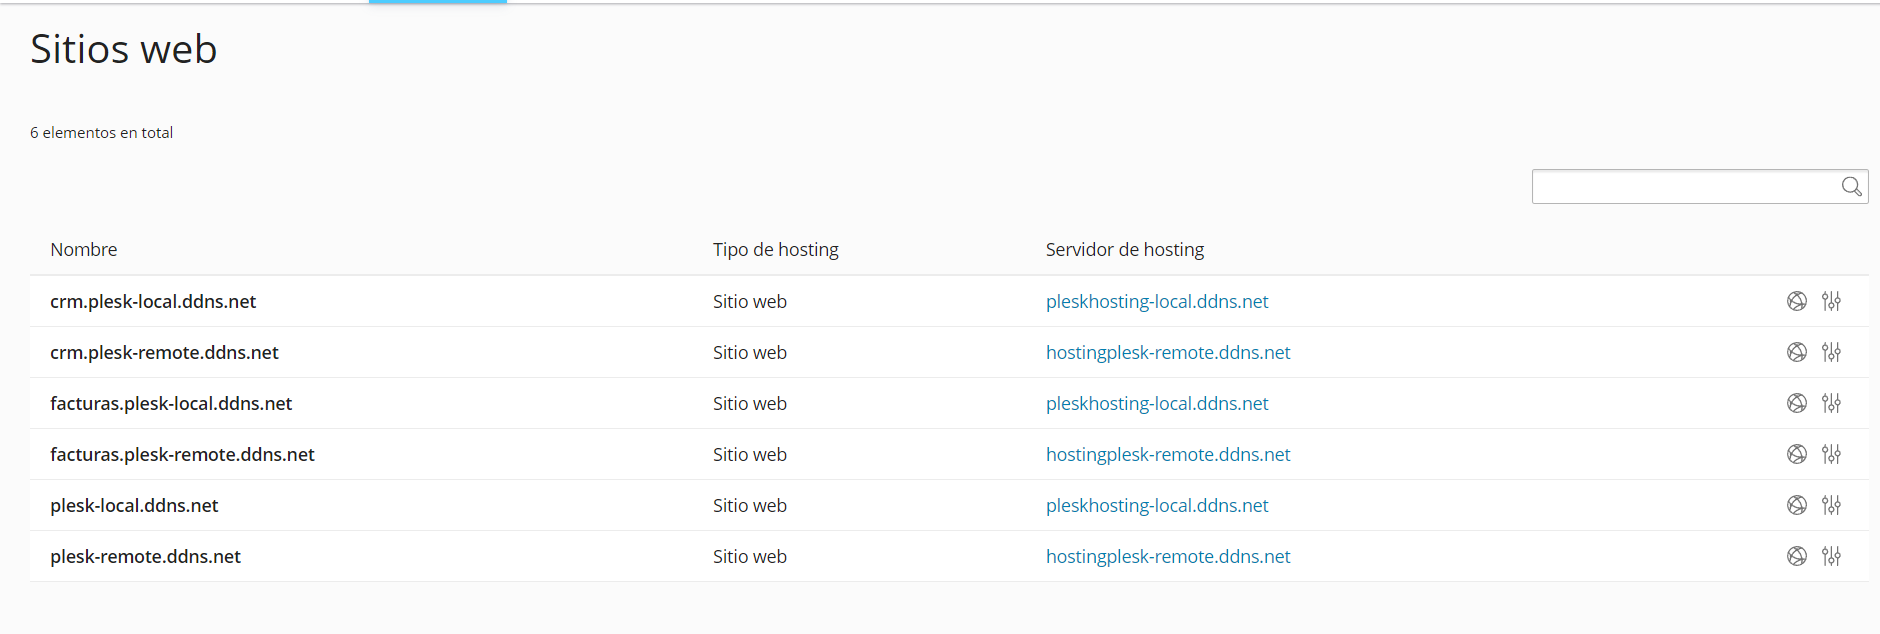 Sitios web
6 elementos en total
Nombre Tipo de hosting Servidor de hosting
crm.plesk-local.ddns.net Sitio web pleskhosting-local.ddns.net
crm.plesk-remote.ddns.net Sitio web hostingplesk-remote.ddns.net
facturas.plesk-local.ddns.net Sitio web pleskhosting-local.ddns.net
facturas.plesk-remote.ddns.net Sitio web hostingplesk-remote.ddns.net
plesk-local.ddns.net Sitio web pleskhosting-local.ddns.net
plesk-remote.ddns.net Sitio web hostingplesk-remote.ddns.net